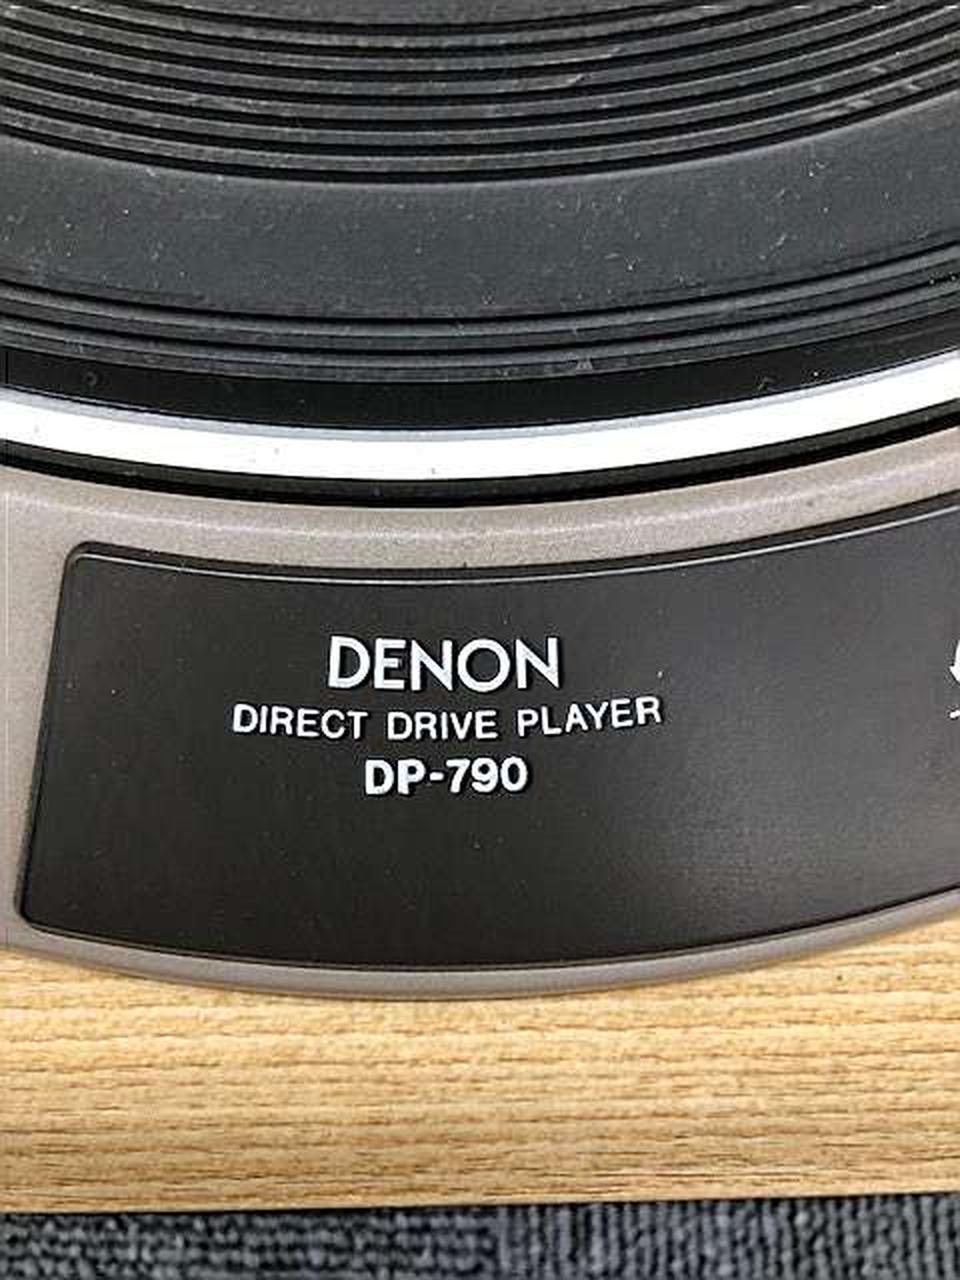 DENON
DIRECT DRIVE PLAYER
DP-790